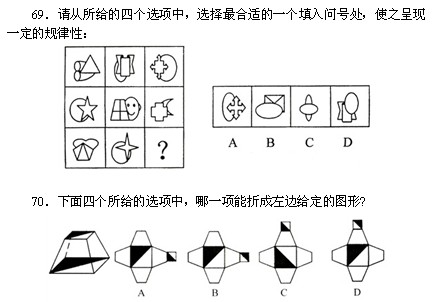 69．请从所给的四个选项中，选择最合适的一个填入问号处，使之呈现
一定的规律性：
?
A B C D
70．下面四个所给的选项中，哪一项能折成左边给定的图形?
A B C D